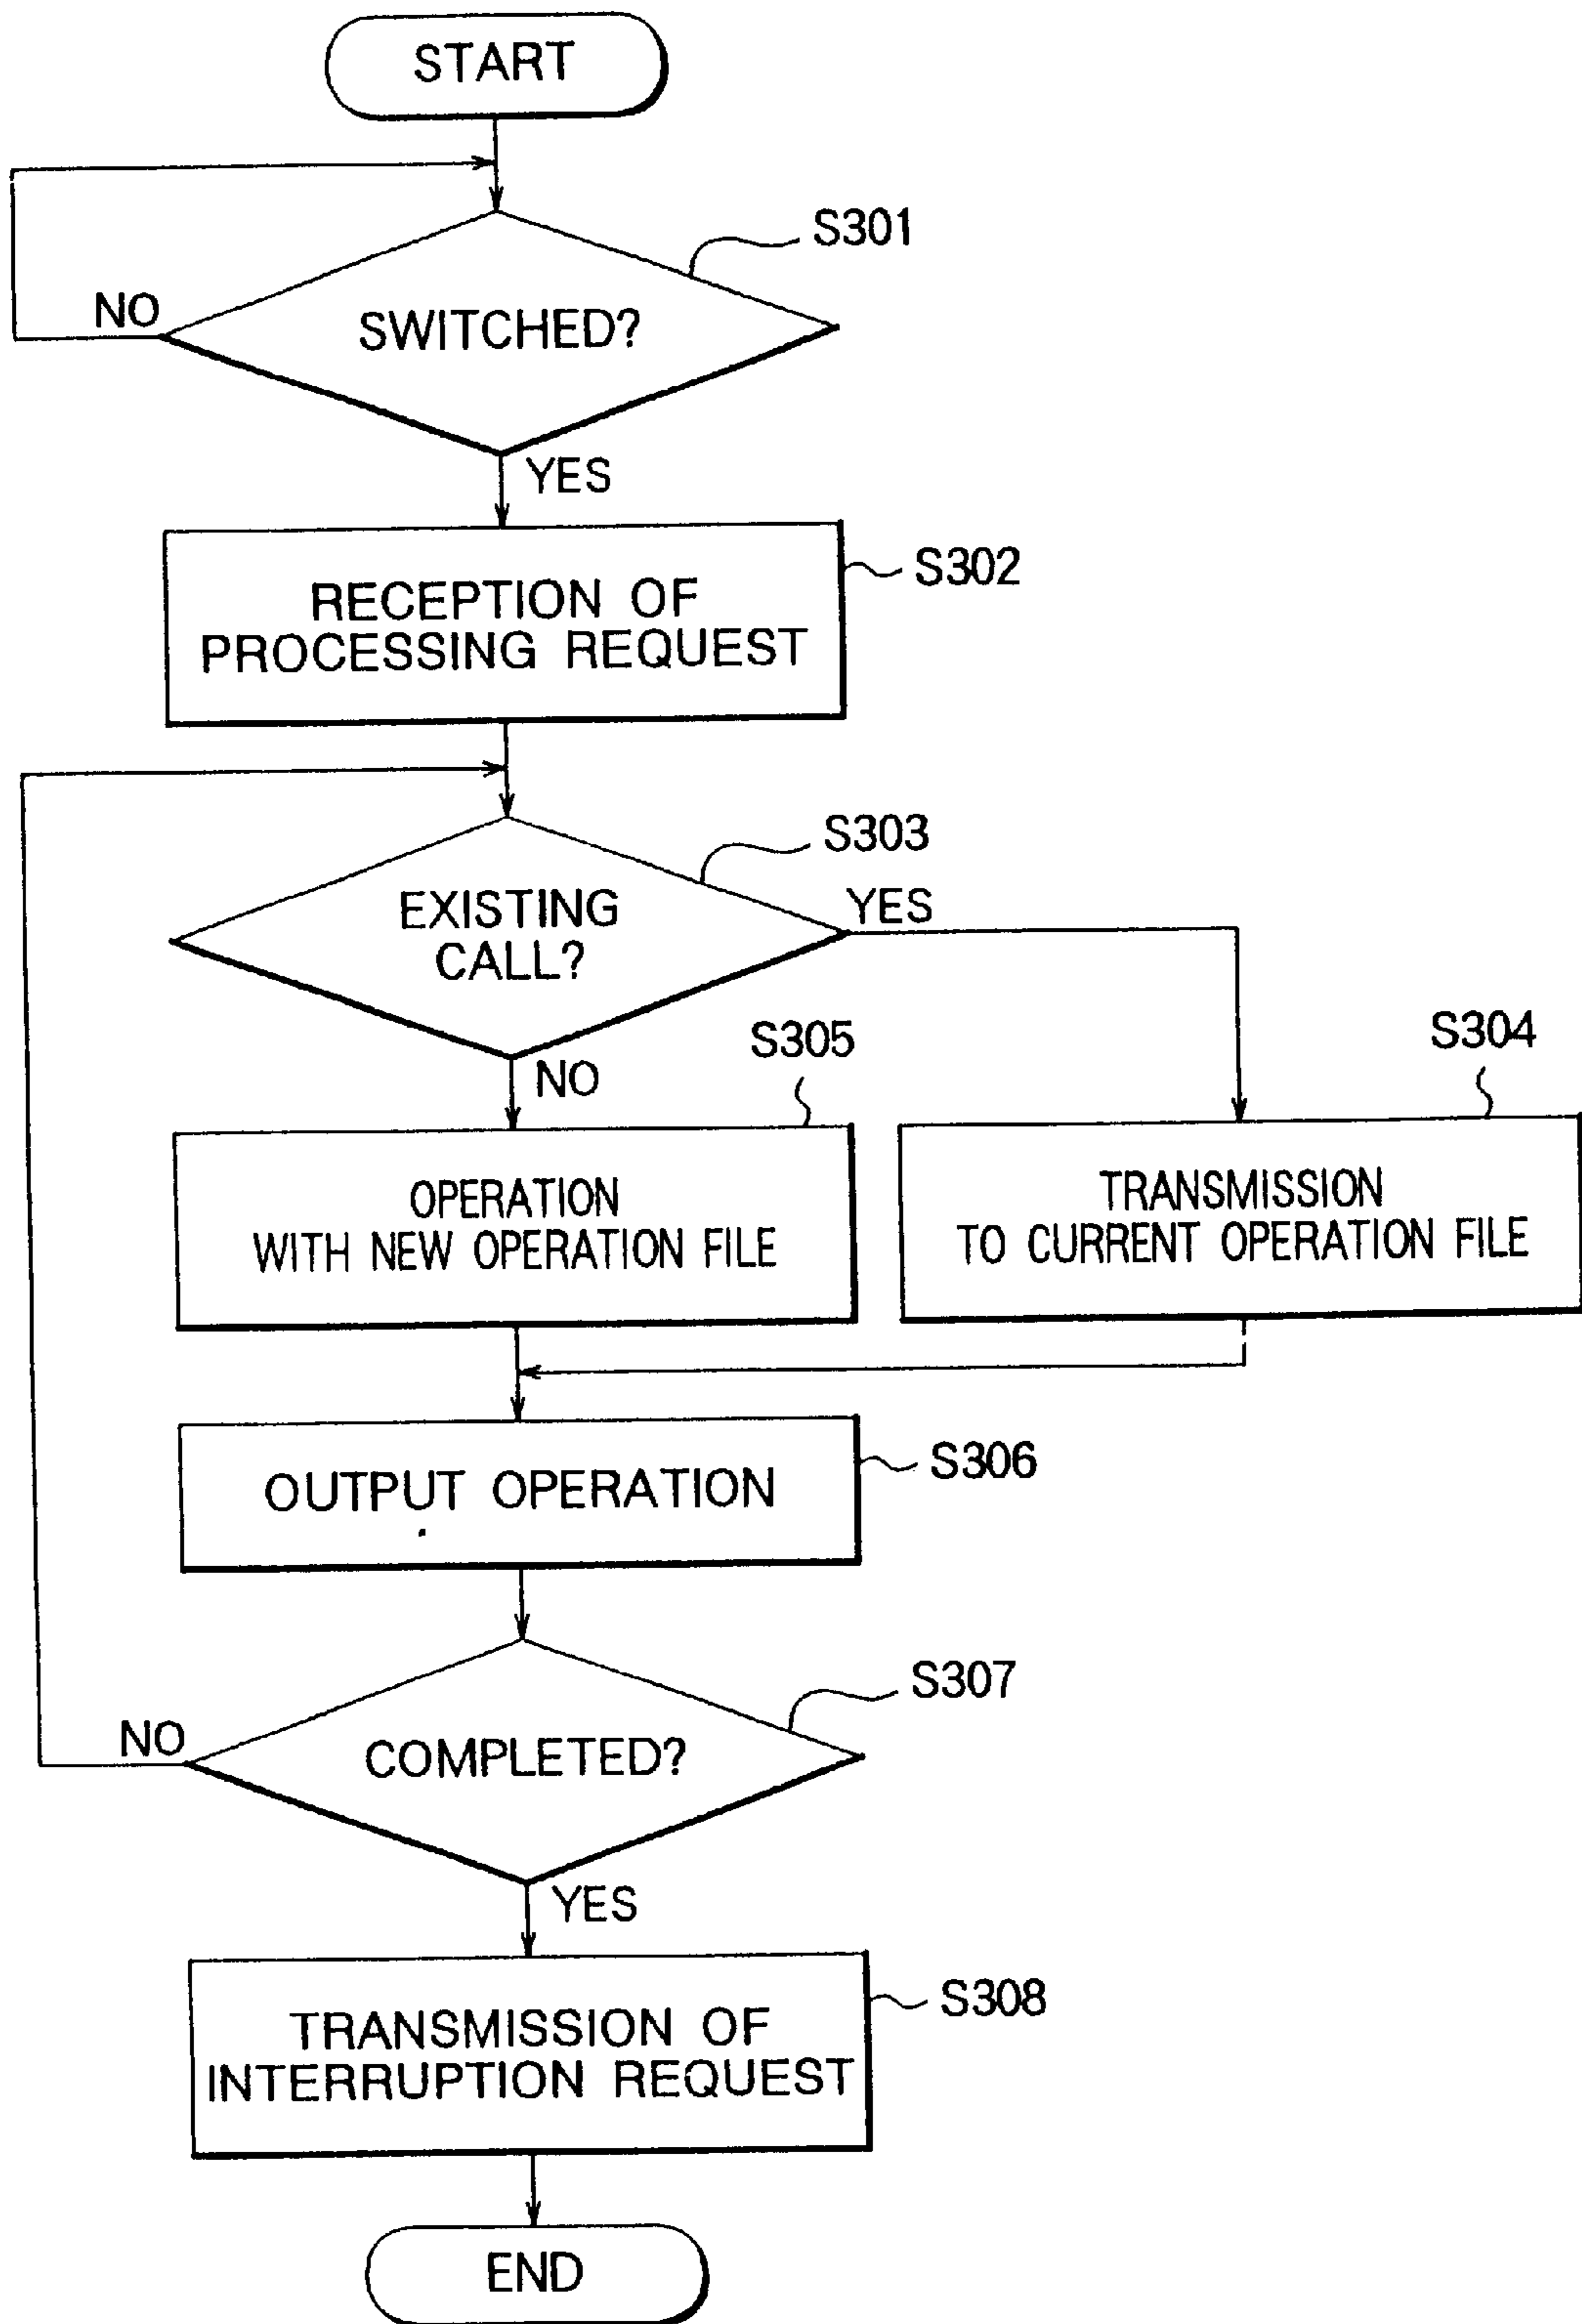 START
S301
NO
SWITCHED?
YES
S302
RECEPTION OF
PROCESSING REQUEST
S303
EXISTING
CALL?
YES
S305
S304
NO
OPERATION
WITH NEW OPERATION FILE
TRANSMISSION
TO CURRENT OPERATION FILE
S306
OUTPUT OPERATION
S307
NO
COMPLETED?
YES
S308
TRANSMISSION OF
INTERRUPTION REQUEST
END